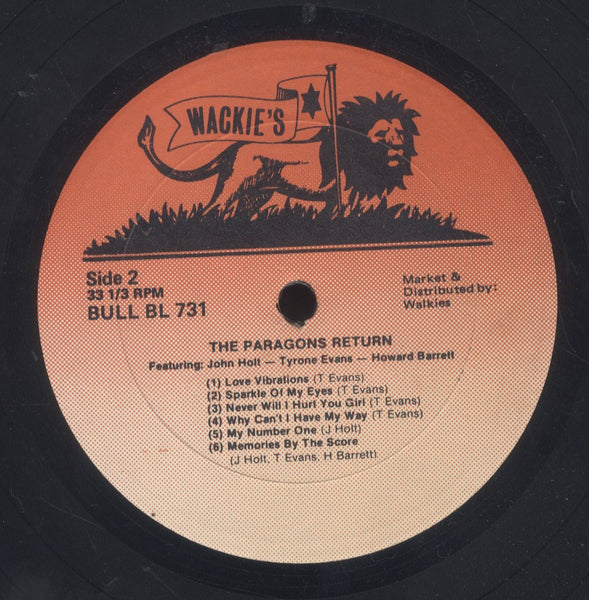 WACKIE'S
Side 2
33 1/3 RPM
BULL BL 731
Market &
Distributed by:
Walkies
THE PARAGONS RETURN
Featuring: John Holt — Tyrone Evans — Howard Barrett
(1) Love Vibrations (T Evans)
(2) Sparkle Of My Eyes (T Evans)
(3) Never Will I Hurt You Girl (T Evans)
(4) Why Can't I Have My Way (T Evans)
(5) My Number One (J Holt)
(6) Memories By The Score
(J Holt, T Evans, H Barrett)